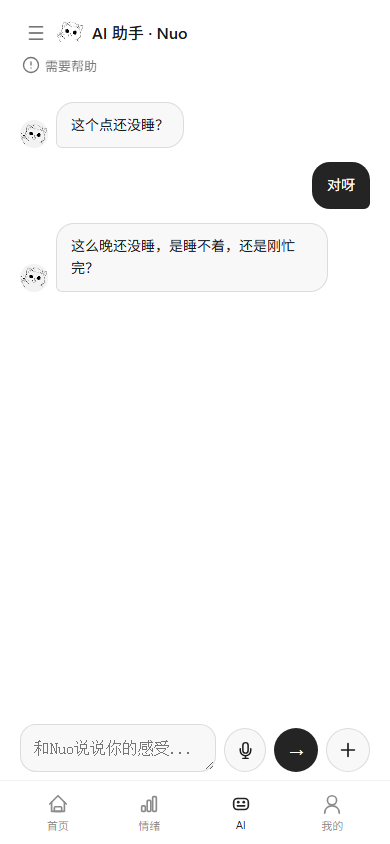 AI 助手 · Nuo
需要帮助
这个点还没睡？
对呀
这么晚还没睡，是睡不着，还是刚忙
完？
和Nuo说说你的感受...
首页
情绪
AI
我的